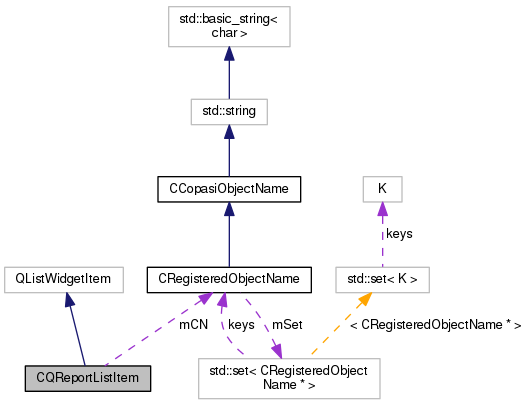 std::basic_string<
char >
std::string
CCopasiObjectName
K
keys
QListWidgetItem
CRegisteredObjectName
std::set< K >
mCN
keys
mSet
< CRegisteredObjectName * >
CQReportListItem
std::set< CRegisteredObject
Name * >